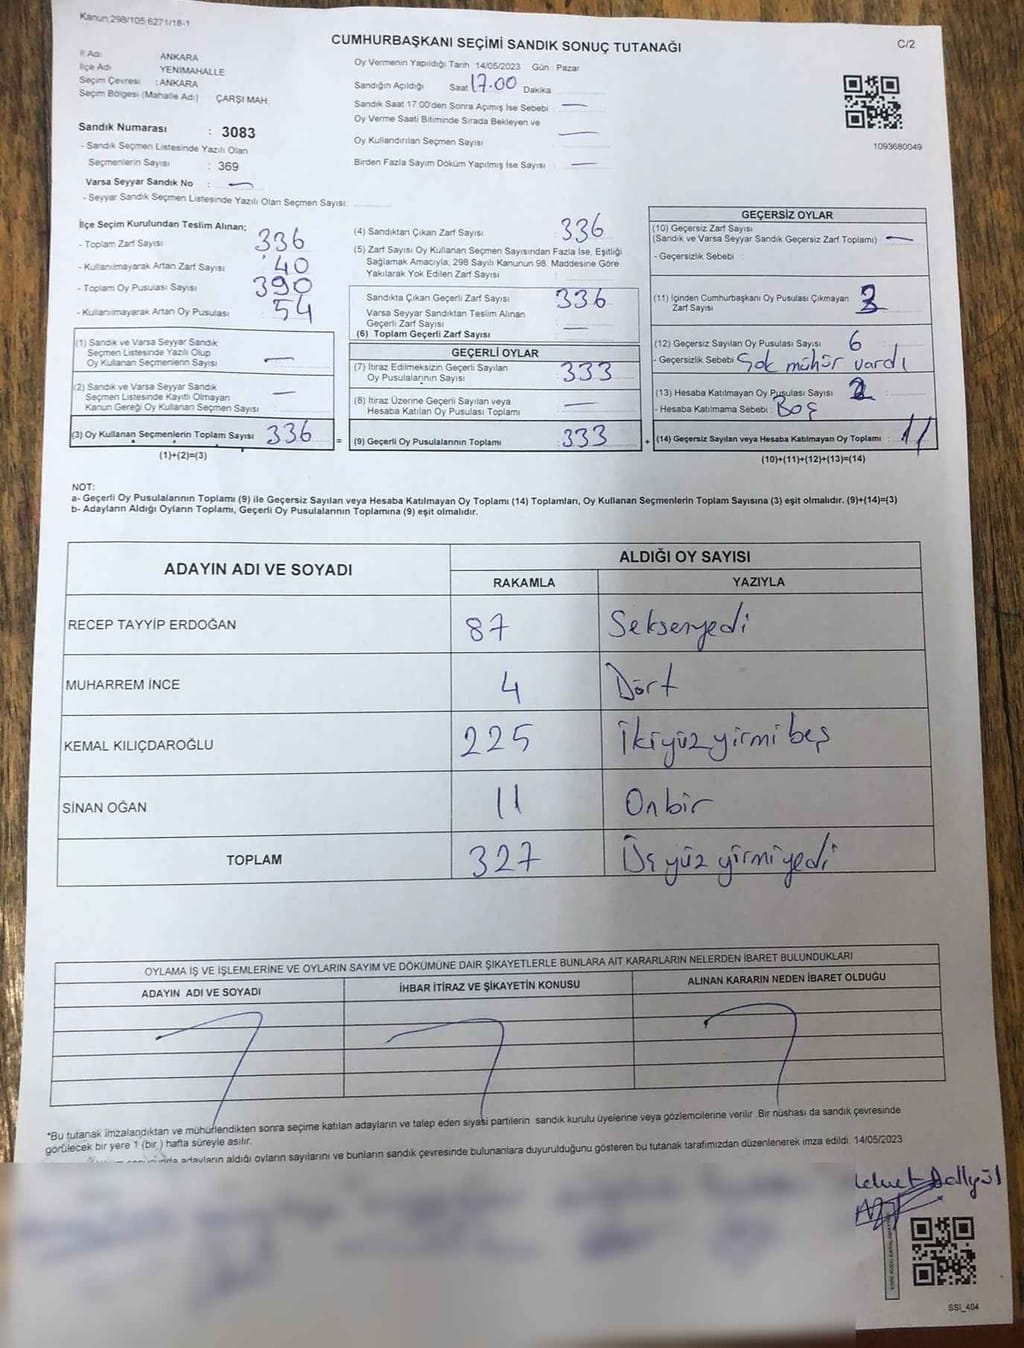 Kanun;298/105,6271/18-1
C/2
CUMHURBAŞKANI SEÇİMİ SANDIK SONUÇ TUTANAĞI
İl Adı ANKARA
İlçe Adı YENİMAHALLE
Seçim Çevresi : ANKARA
Seçim Bölgesi (Mahalle Adı) ÇARŞI MAH.
Oy Vermenin Yapıldığı Tarih 14/05/2023 Gün : Pazar
Sandığın Açıldığı Saat 17.00 Dakika
Sandık Saat 17:00'den Sonra Açımış İse Sebebi —
Oy Verme Saati Bitiminde Sırada Bekleyen ve
Oy Kullandırılan Seçmen Sayısı —
Birden Fazla Sayım Döküm Yapılmış İse Sayısı —
1093680049
Sandık Numarası : 3083
- Sandık Seçmen Listesinde Yazılı Olan
Seçmenlerin Sayısı : 369
Varsa Seyyar Sandık No : —
- Seyyar Sandık Seçmen Listesinde Yazılı Olan Seçmen Sayısı:
İlçe Seçim Kurulundan Teslim Alınan;
- Toplam Zarf Sayısı 336
- Kullanılmayarak Artan Zarf Sayısı 40
- Toplam Oy Pusulası Sayısı 390
- Kullanılmayarak Artan Oy Pusulası 54
(1) Sandık ve Varsa Seyyar Sandık
Seçmen Listesinde Yazılı Olup
Oy Kullanan Seçmenlerin Sayısı —
(2) Sandık ve Varsa Seyyar Sandık
Seçmen Listesinde Kayıtlı Olmayan
Kanun Gereği Oy Kullanan Seçmen Sayısı —
(3) Oy Kullanan Seçmenlerin Toplam Sayısı 336 =
(1)+(2)=(3)
(4) Sandıktan Çıkan Zarf Sayısı 336
(5) Zarf Sayısı Oy Kullanan Seçmen Sayısından Fazla İse, Eşitliği
Sağlamak Amacıyla; 298 Sayılı Kanunun 98. Maddesine Göre
Yakılarak Yok Edilen Zarf Sayısı
Sandıkta Çıkan Geçerli Zarf Sayısı 336
Varsa Seyyar Sandıktan Teslim Alınan
Geçerli Zarf Sayısı —
(6) Toplam Geçerli Zarf Sayısı
GEÇERLİ OYLAR
(7) İtiraz Edilmeksizin Geçerli Sayılan
Oy Pusulalarının Sayısı : 333
(8) İtiraz Üzerine Geçerli Sayılan veya
Hesaba Katılan Oy Pusulası Toplamı —
(9) Geçerli Oy Pusulalarının Toplamı : 333 +
GEÇERSİZ OYLAR
(10) Geçersiz Zarf Sayısı
(Sandık ve Varsa Seyyar Sandık Geçersiz Zarf Toplamı) —
- Geçersizlik Sebebi :
(11) İçinden Cumhurbaşkanı Oy Pusulası Çıkmayan
Zarf Sayısı
(12) Geçersiz Sayılan Oy Pusulası Sayısı 6
- Geçersizlik Sebebi Çok mühür vardı
(13) Hesaba Katılmayan Oy Pusulası Sayısı
- Hesaba Katılmama Sebebi Boş
(14) Geçersiz Sayılan veya Hesaba Katılmayan Oy Toplamı : 11
(10)+(11)+(12)+(13)=(14)
NOT:
a- Geçerli Oy Pusulalarının Toplamı (9) ile Geçersiz Sayılan veya Hesaba Katılmayan Oy Toplamı (14) Toplamları, Oy Kullanan Seçmenlerin Toplam Sayısına (3) eşit olmalıdır. (9)+(14)=(3)
b- Adayların Aldığı Oyların Toplamı, Geçerli Oy Pusulalarının Toplamına (9) eşit olmalıdır.
ADAYIN ADI VE SOYADI
ALDIĞI OY SAYISI
RAKAMLA YAZIYLA
RECEP TAYYİP ERDOĞAN 87 Seksenyedi
MUHARREM İNCE 4 Dört
KEMAL KILIÇDAROĞLU 225 İkiyüzyirmibeş
SİNAN OĞAN 11 Onbir
TOPLAM 327 Üçyüzyirmiyedi
OYLAMA İŞ VE İŞLEMLERİNE VE OYLARIN SAYIM VE DÖKÜMÜNE DAİR ŞİKAYETLERLE BUNLARA AİT KARARLARIN NELERDEN İBARET BULUNDUKLARI
ADAYIN ADI VE SOYADI İHBAR İTİRAZ VE ŞİKAYETİN KONUSU ALINAN KARARIN NEDEN İBARET OLDUĞU
*Bu tutanak imzalandıktan ve mühürlendikten sonra seçime katılan adayların ve talep eden siyasi partilerin sandık kurulu üyelerine veya gözlemcilerine verilir. Bir nüshası da sandık çevresinde
görülecek bir yere 1 (bir) hafta süreyle asılır.
adayların aldığı oyların sayılarını ve bunların sandık çevresinde bulunanlara duyurulduğunu gösteren bu tutanak tarafımızdan düzenlenerek imza edildi. 14/05/2023
SSI_404